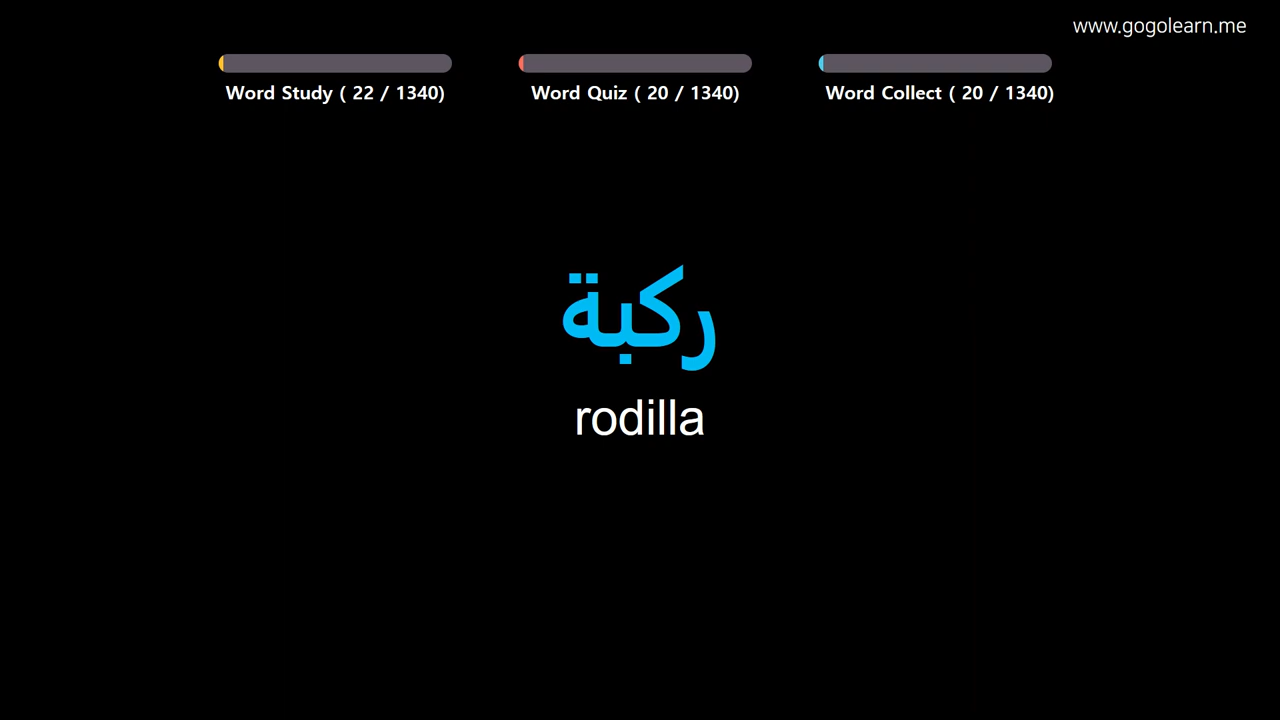 www.gogolearn.me
Word Study ( 22 / 1340)
Word Quiz ( 20 / 1340)
Word Collect ( 20 / 1340)
ركبة
rodilla